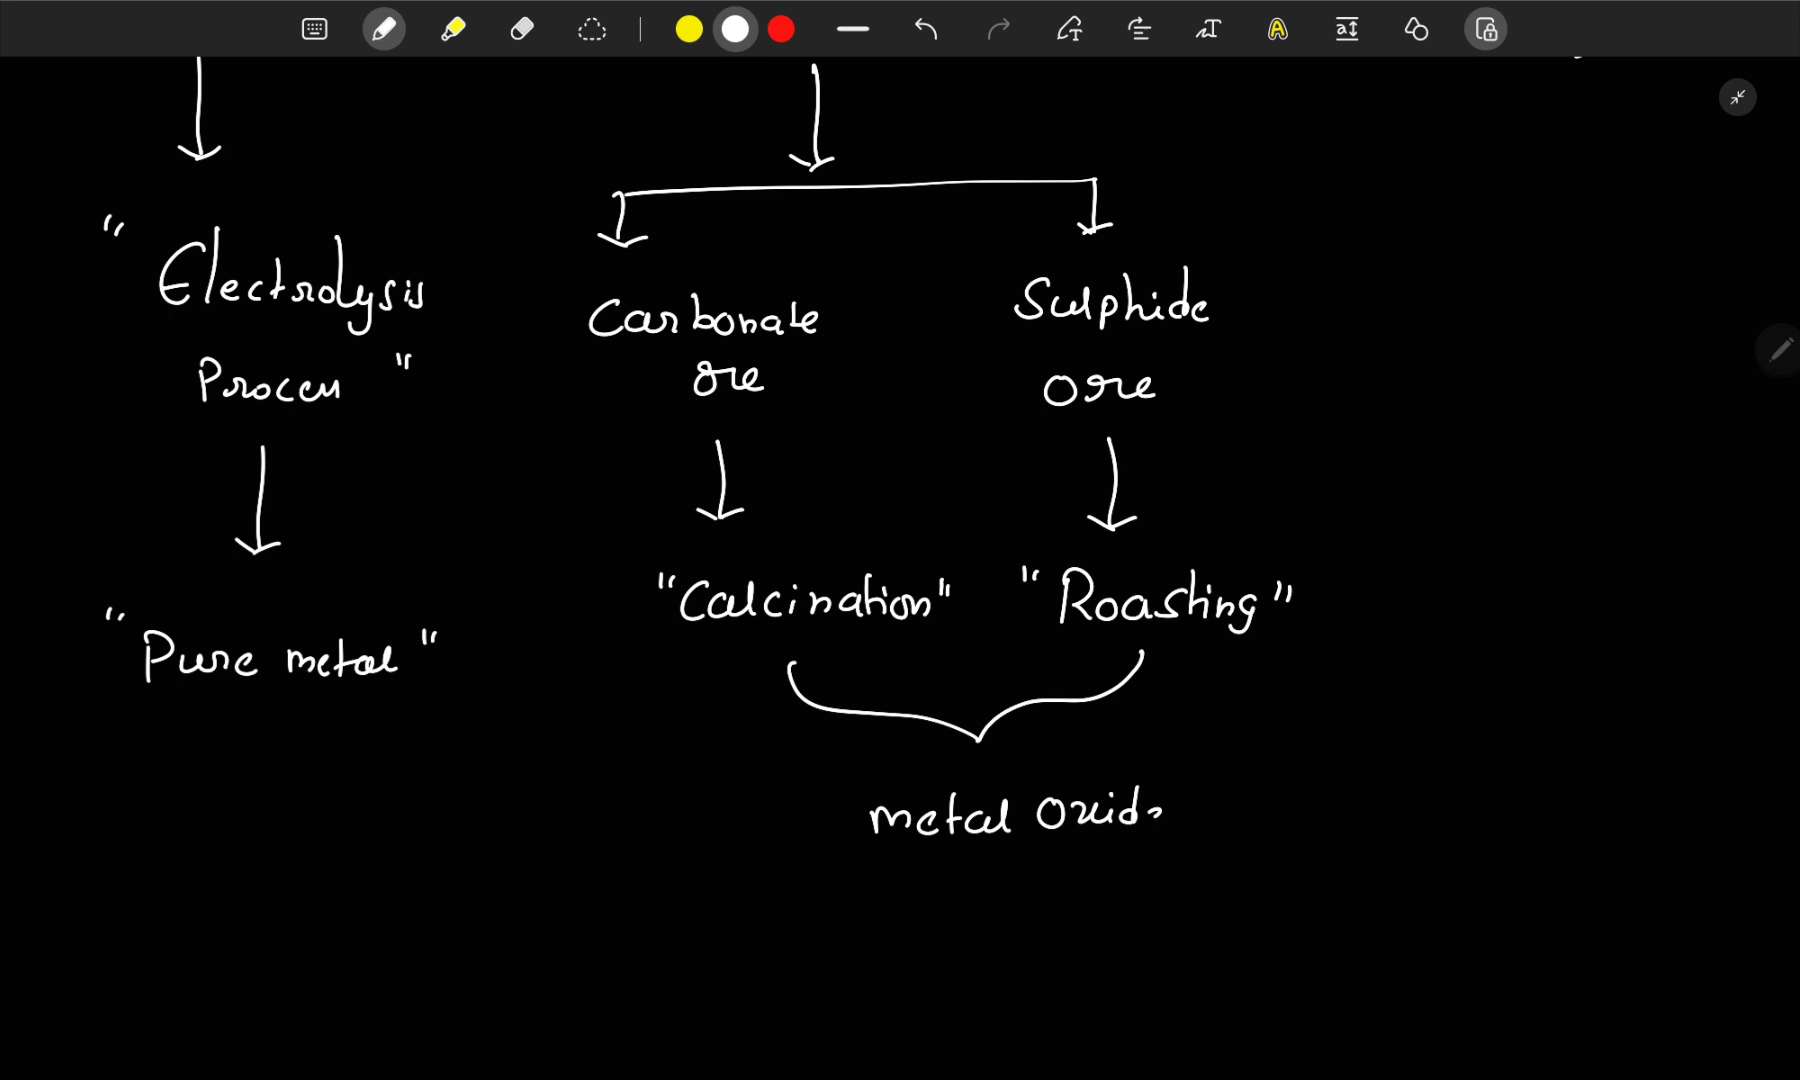 "Electrolysis
Process"
"Pure metal"
Carbonate
ore
"Calcination"
Sulphide
ore
"Roasting"
metal oxide